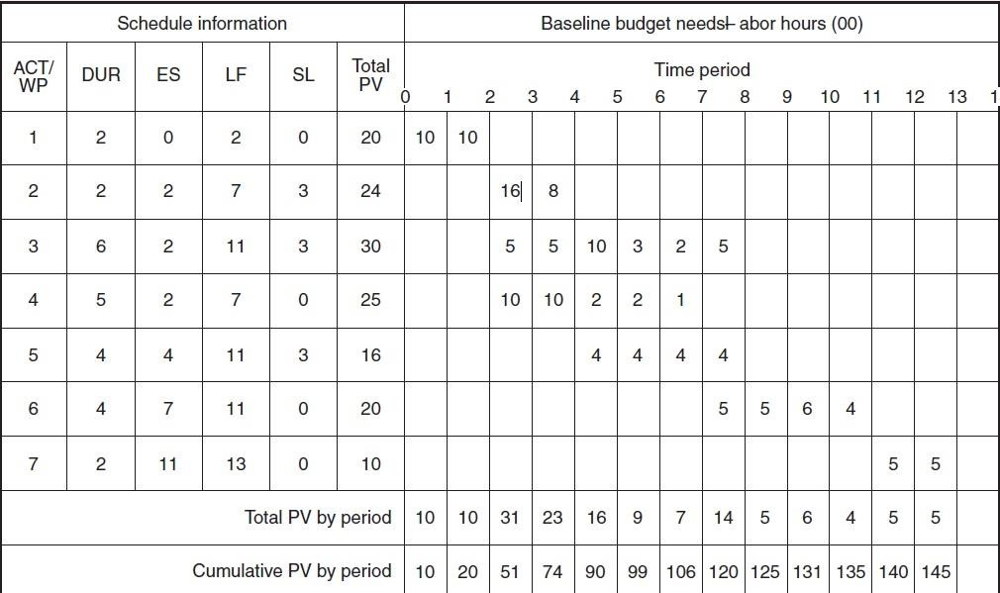 Schedule information Baseline budget needs–Labor hours (00)
ACT/ WP DUR ES LF SL Total PV Time period
0 1 2 3 4 5 6 7 8 9 10 11 12 13 1
1 2 0 2 0 20 10 10
2 2 2 7 3 24 16 8
3 6 2 11 3 30 5 5 10 3 2 5
4 5 2 7 0 25 10 10 2 2 1
5 4 4 11 3 16 4 4 4 4
6 4 7 11 0 20 5 5 6 4
7 2 11 13 0 10 5 5
Total PV by period 10 10 31 23 16 9 7 14 5 6 4 5 5
Cumulative PV by period 10 20 51 74 90 99 106 120 125 131 135 140 145